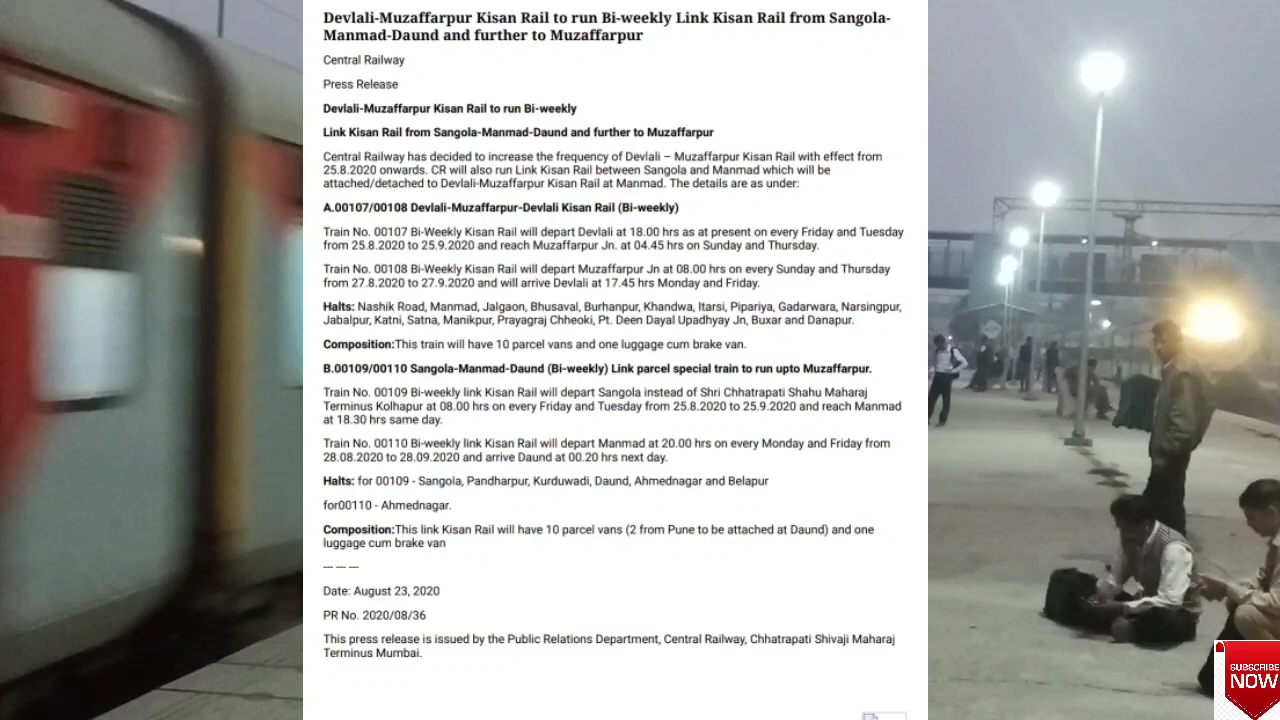 Devlali-Muzaffarpur Kisan Rail to run Bi-weekly Link Kisan Rail from Sangola-
Manmad-Daund and further to Muzaffarpur
Central Railway
Press Release
Devlali-Muzaffarpur Kisan Rail to run Bi-weekly
Link Kisan Rail from Sangola-Manmad-Daund and further to Muzaffarpur
Central Railway has decided to increase the frequency of Devlali – Muzaffarpur Kisan Rail with effect from
25.8.2020 onwards. CR will also run Link Kisan Rail between Sangola and Manmad which will be
attached/detached to Devlali-Muzaffarpur Kisan Rail at Manmad. The details are as under:
A.00107/00108 Devlali-Muzaffarpur-Devlali Kisan Rail (Bi-weekly)
Train No. 00107 Bi-Weekly Kisan Rail will depart Devlali at 18.00 hrs as at present on every Friday and Tuesday
from 25.8.2020 to 25.9.2020 and reach Muzaffarpur Jn. at 04.45 hrs on Sunday and Thursday.
Train No. 00108 Bi-Weekly Kisan Rail will depart Muzaffarpur Jn at 08.00 hrs on every Sunday and Thursday
from 27.8.2020 to 27.9.2020 and will arrive Devlali at 17.45 hrs Monday and Friday.
Halts: Nashik Road, Manmad, Jalgaon, Bhusaval, Burhanpur, Khandwa, Itarsi, Pipariya, Gadarwara, Narsingpur,
Jabalpur, Katni, Satna, Manikpur, Prayagraj Chheoki, Pt. Deen Dayal Upadhyay Jn, Buxar and Danapur.
Composition:This train will have 10 parcel vans and one luggage cum brake van.
B.00109/00110 Sangola-Manmad-Daund (Bi-weekly) Link parcel special train to run upto Muzaffarpur.
Train No. 00109 Bi-weekly link Kisan Rail will depart Sangola instead of Shri Chhatrapati Shahu Maharaj
Terminus Kolhapur at 08.00 hrs on every Friday and Tuesday from 25.8.2020 to 25.9.2020 and reach Manmad
at 18.30 hrs same day.
Train No. 00110 Bi-weekly link Kisan Rail will depart Manmad at 20.00 hrs on every Monday and Friday from
28.08.2020 to 28.09.2020 and arrive Daund at 00.20 hrs next day.
Halts: for 00109 - Sangola, Pandharpur, Kurduwadi, Daund, Ahmednagar and Belapur
for00110 - Ahmednagar.
Composition:This link Kisan Rail will have 10 parcel vans (2 from Pune to be attached at Daund) and one
luggage cum brake van
--- --- ---
Date: August 23, 2020
PR No. 2020/08/36
This press release is issued by the Public Relations Department, Central Railway, Chhatrapati Shivaji Maharaj
Terminus Mumbai.
SUBSCRIBE
NOW